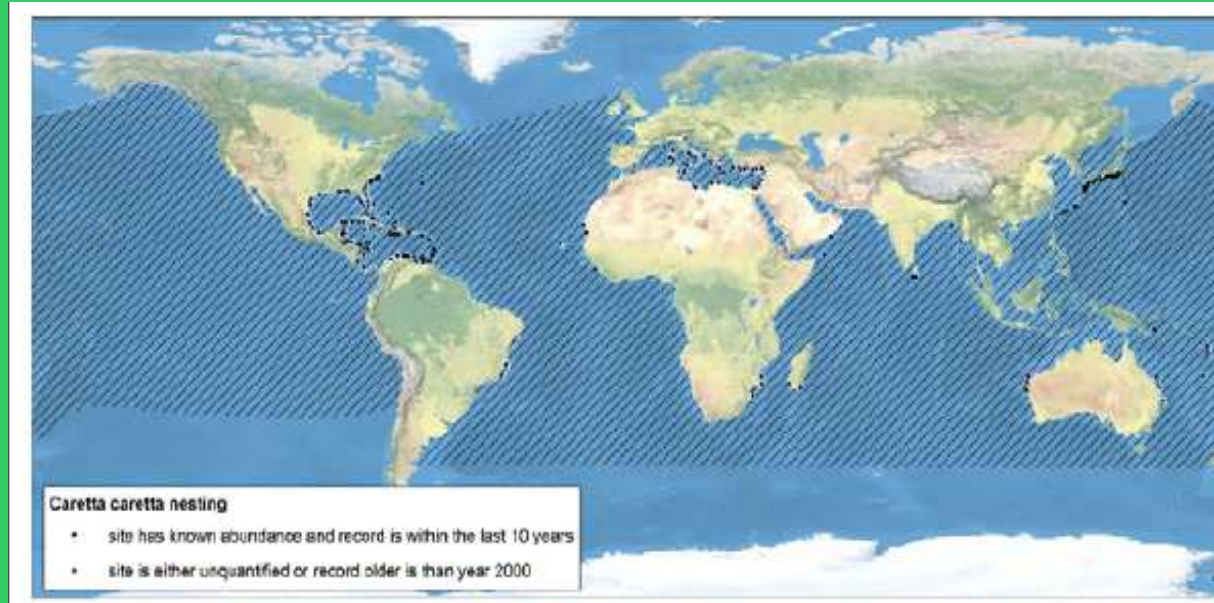 Caretta caretta nesting
• site has known abundance and record is within the last 10 years
• site is either unquantified or record older is than year 2000